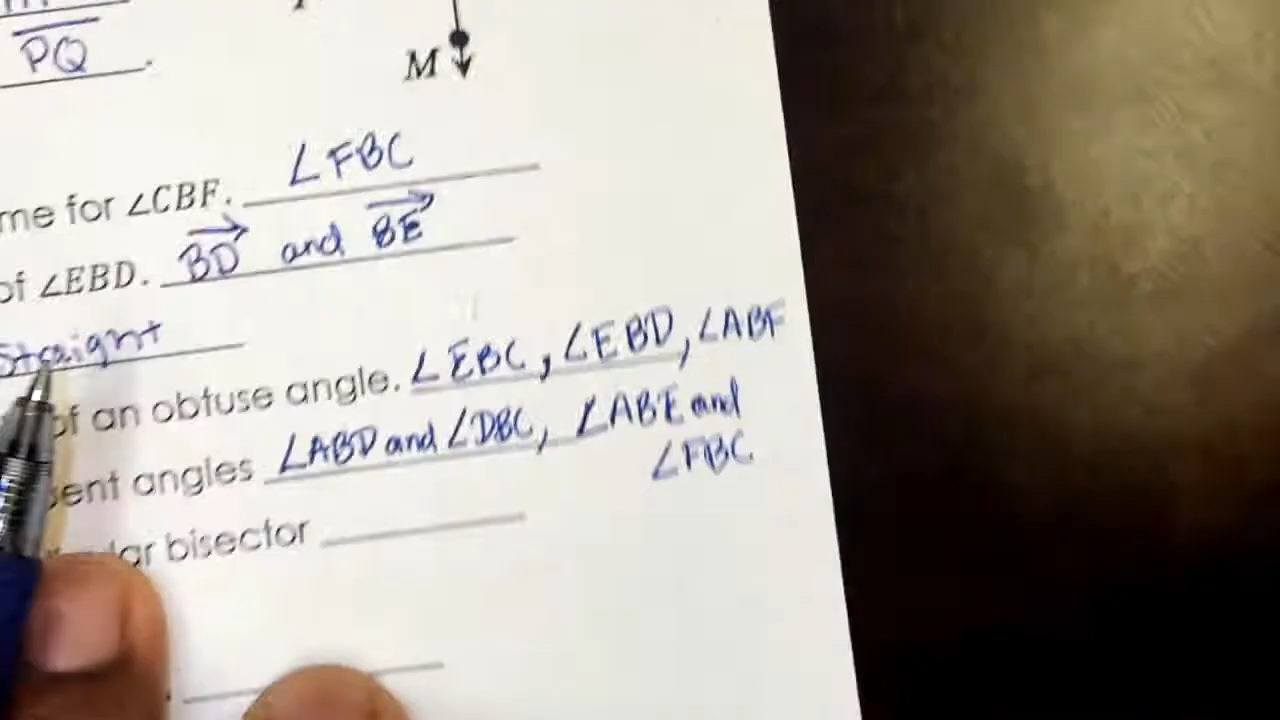 PQ
M
me for ∠CBF. ∠FBC
of ∠EBD. BD and BE
Straight
of an obtuse angle. ∠EBC, ∠EBD, ∠ABF
ent angles ∠ABD and ∠DBC, ∠ABE and
∠FBC
lar bisector